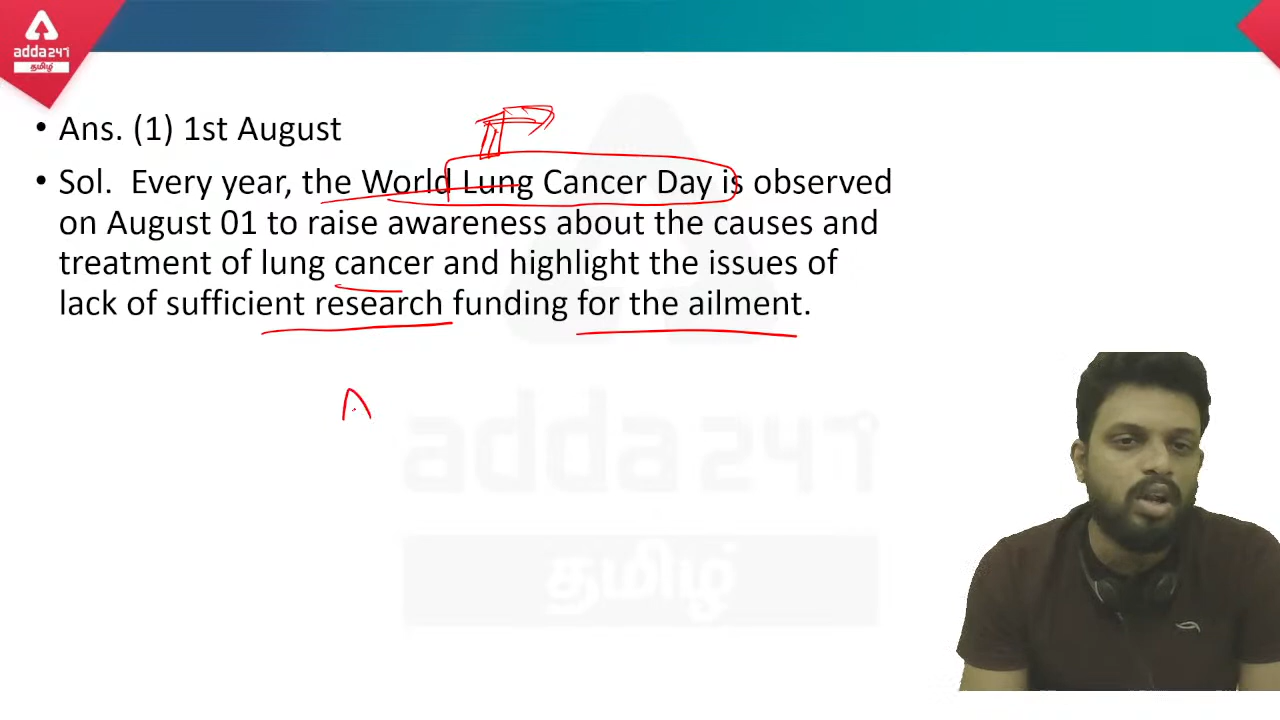 adda247
தமிழ்
• Ans. (1) 1st August
• Sol. Every year, the World Lung Cancer Day is observed
on August 01 to raise awareness about the causes and
treatment of lung cancer and highlight the issues of
lack of sufficient research funding for the ailment.
A
adda247
தமிழ்